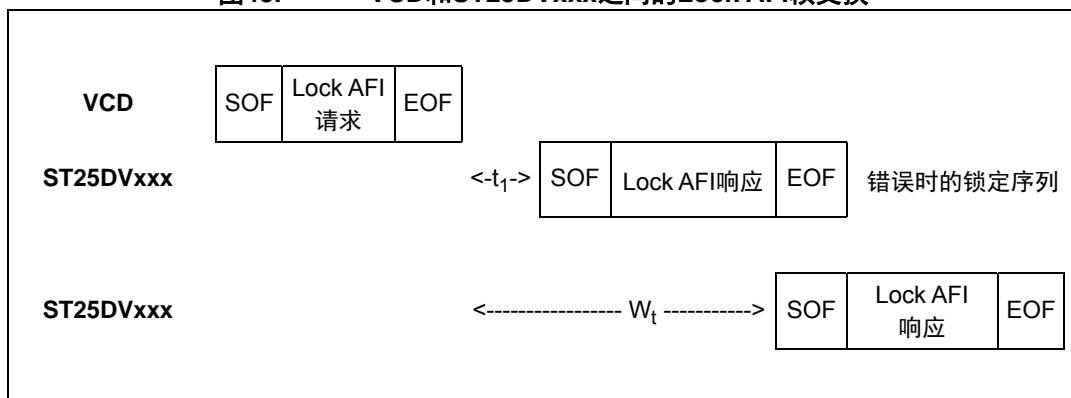 VCD
SOF
Lock AFI
请求
EOF
ST25DVxxx
<-t₁->
SOF
Lock AFI响应
EOF
错误时的锁定序列
ST25DVxxx
<----------------- Wₜ ----------->
SOF
Lock AFI
响应
EOF